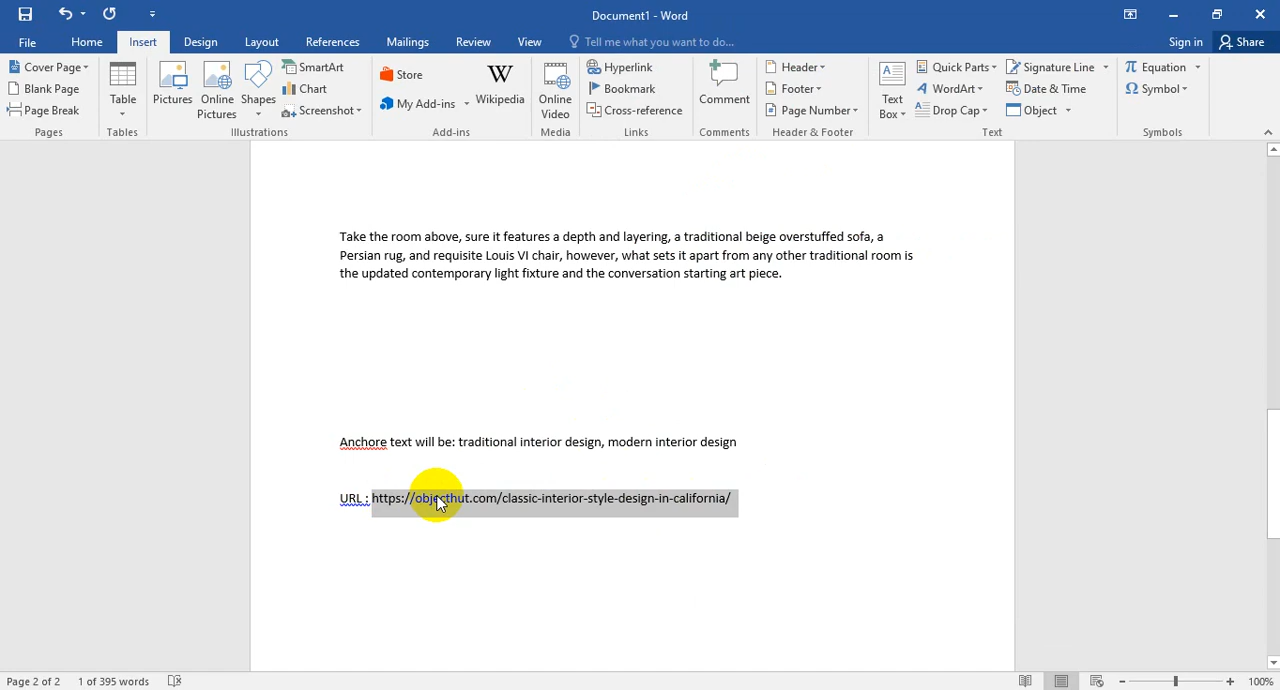 Document1 - Word
File Home Insert Design Layout References Mailings Review View Tell me what you want to do... Sign in Share
Cover Page
Blank Page
Page Break
Pages
Table
Tables
Pictures
Online Pictures
Shapes
SmartArt
Chart
Screenshot
Illustrations
Store
My Add-ins
Wikipedia
Add-ins
Online Video
Media
Hyperlink
Bookmark
Cross-reference
Links
Comment
Comments
Header
Footer
Page Number
Header & Footer
Text Box
Quick Parts
WordArt
Drop Cap
Signature Line
Date & Time
Object
Text
π Equation
Ω Symbol
Symbols
Take the room above, sure it features a depth and layering, a traditional beige overstuffed sofa, a
Persian rug, and requisite Louis VI chair, however, what sets it apart from any other traditional room is
the updated contemporary light fixture and the conversation starting art piece.
Anchore text will be: traditional interior design, modern interior design
URL : https://objecthut.com/classic-interior-style-design-in-california/
Page 2 of 2 1 of 395 words 100%